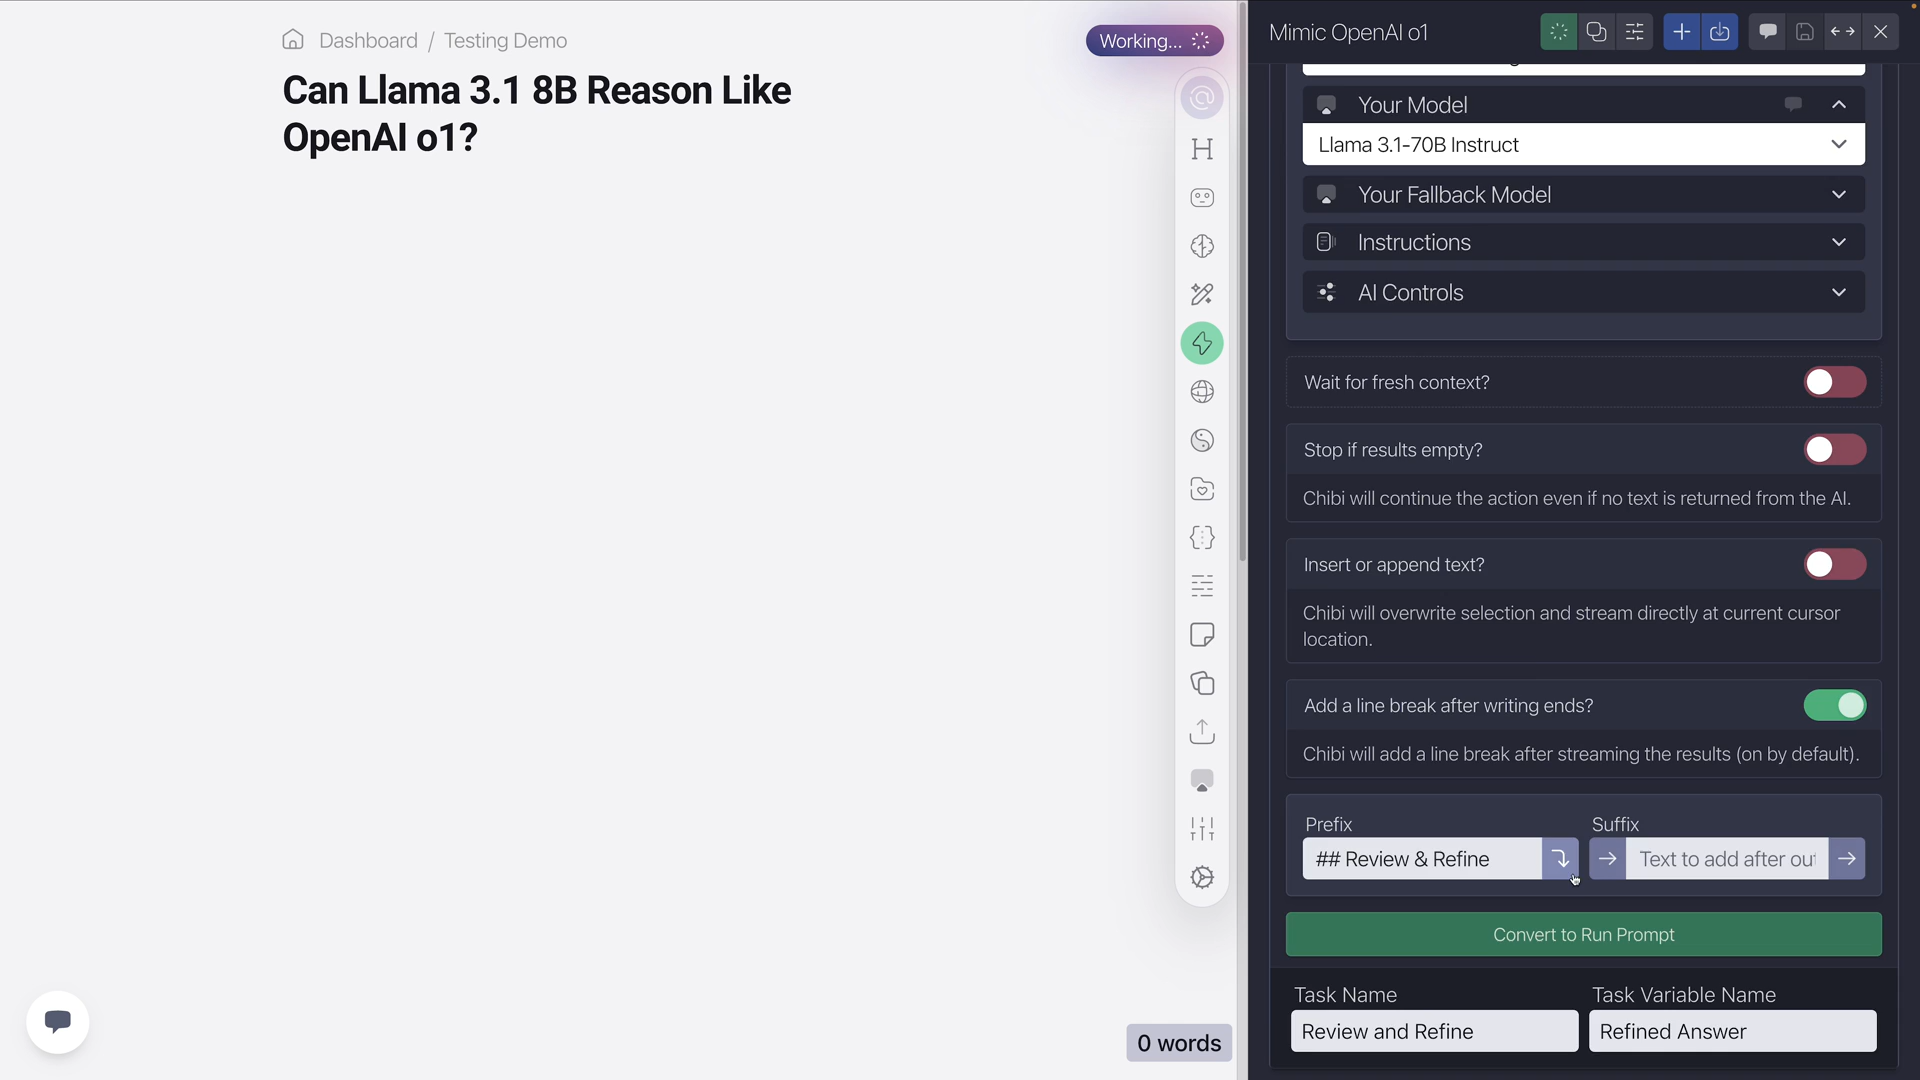 Dashboard / Testing Demo
Working...
Can Llama 3.1 8B Reason Like
OpenAI o1?
0 words
Mimic OpenAI o1
Your Model
Llama 3.1-70B Instruct
Your Fallback Model
Instructions
AI Controls
Wait for fresh context?
Stop if results empty?
Chibi will continue the action even if no text is returned from the AI.
Insert or append text?
Chibi will overwrite selection and stream directly at current cursor
location.
Add a line break after writing ends?
Chibi will add a line break after streaming the results (on by default).
Prefix
Suffix
## Review & Refine
Text to add after out
Convert to Run Prompt
Task Name
Task Variable Name
Review and Refine
Refined Answer